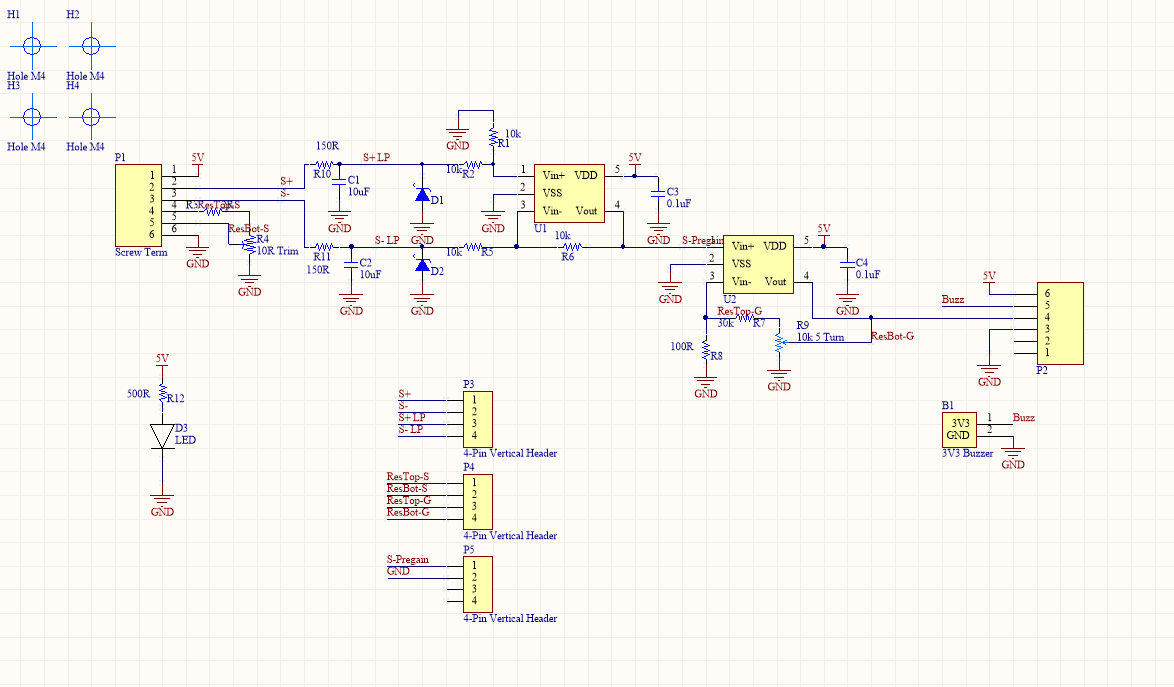 H1 H2
Hole M4 Hole M4
H3 H4
Hole M4 Hole M4
P1
1 1 5V
2 2 S+
3 3 S-
4 4 R3 ResTop-S
5 5 ResBot-S
6 6 GND
Screw Term
R4
10R Trim
GND
150R
R10
S+ LP
C1
10uF
GND
D1
GND
GND
10k
R1
10k R2
1 Vin+ VDD 5
2 VSS
3 Vin- Vout 4
U1
GND
5V
C3
0.1uF
GND
R11
150R
S- LP
C2
10uF
GND
D2
GND
10k R5
10k
R6
S-Pregain
1 Vin+ VDD 5
2 VSS
3 Vin- Vout 4
U2
GND
5V
C4
0.1uF
GND
ResTop-G
30k R7
R9
10k 5 Turn
ResBot-G
100R
R8
GND
GND
5V
Buzz
6
5
4
3
2
1
P2
GND
5V
500R
R12
D3
LED
GND
P3
S+ 1
S- 2
S+ LP 3
S- LP 4
4-Pin Vertical Header
P4
ResTop-S 1
ResBot-S 2
ResTop-G 3
ResBot-G 4
4-Pin Vertical Header
P5
S-Pregain 1
GND 2
3
4
4-Pin Vertical Header
B1
3V3 1 Buzz
GND 2
3V3 Buzzer
GND